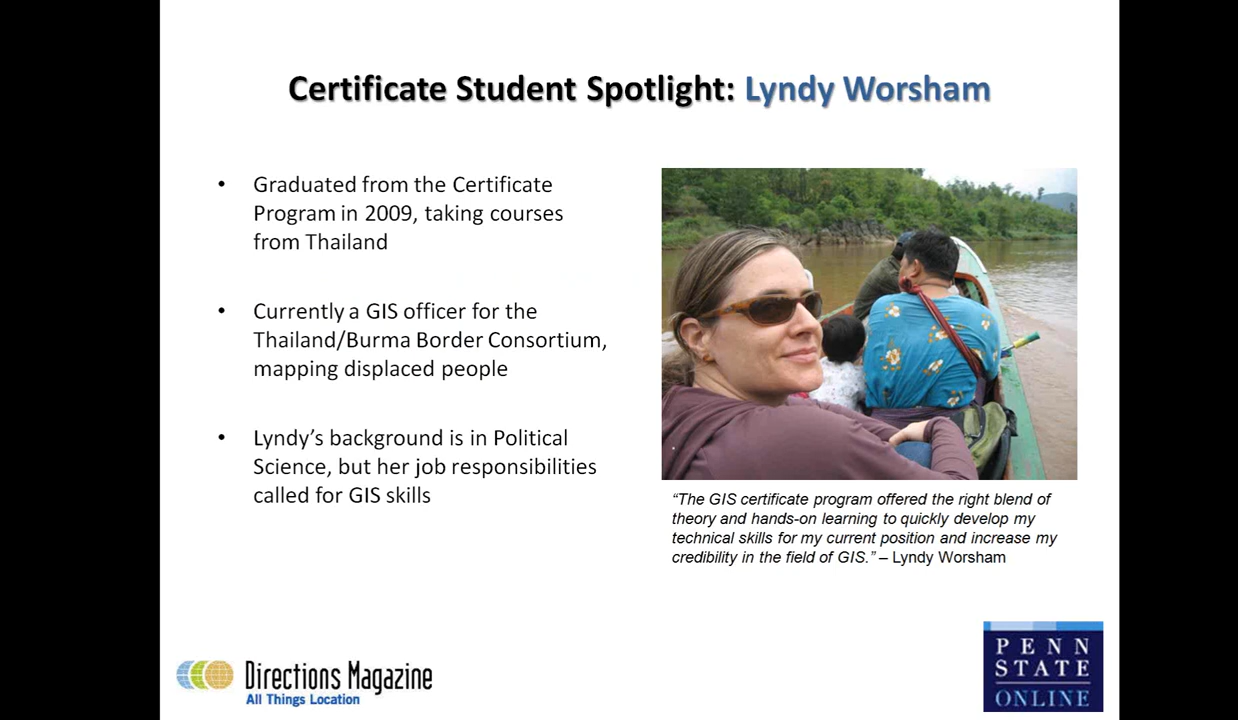 Certificate Student Spotlight: Lyndy Worsham
• Graduated from the Certificate
Program in 2009, taking courses
from Thailand
• Currently a GIS officer for the
Thailand/Burma Border Consortium,
mapping displaced people
• Lyndy’s background is in Political
Science, but her job responsibilities
called for GIS skills
“The GIS certificate program offered the right blend of
theory and hands-on learning to quickly develop my
technical skills for my current position and increase my
credibility in the field of GIS.” – Lyndy Worsham
Directions Magazine
All Things Location
PENN
STATE
ONLINE